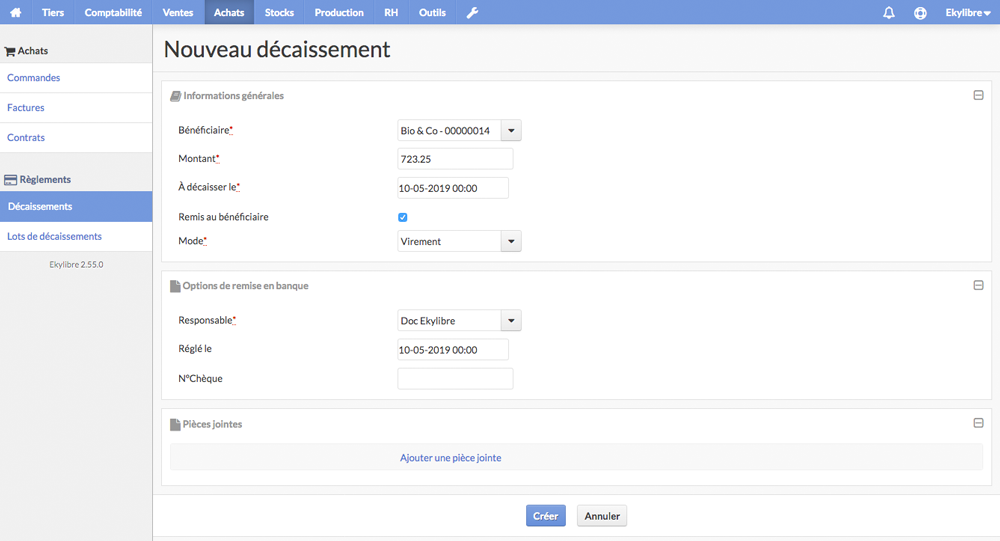 Tiers Comptabilité Ventes Achats Stocks Production RH Outils Ekylibre
Achats
Commandes
Factures
Contrats
Règlements
Décaissements
Lots de décaissements
Ekylibre 2.55.0
Nouveau décaissement
Informations générales
Bénéficiaire* Bio & Co - 00000014
Montant* 723.25
À décaisser le* 10-05-2019 00:00
Remis au bénéficiaire
Mode* Virement
Options de remise en banque
Responsable* Doc Ekylibre
Réglé le 10-05-2019 00:00
N°Chèque
Pièces jointes
Ajouter une pièce jointe
Créer Annuler